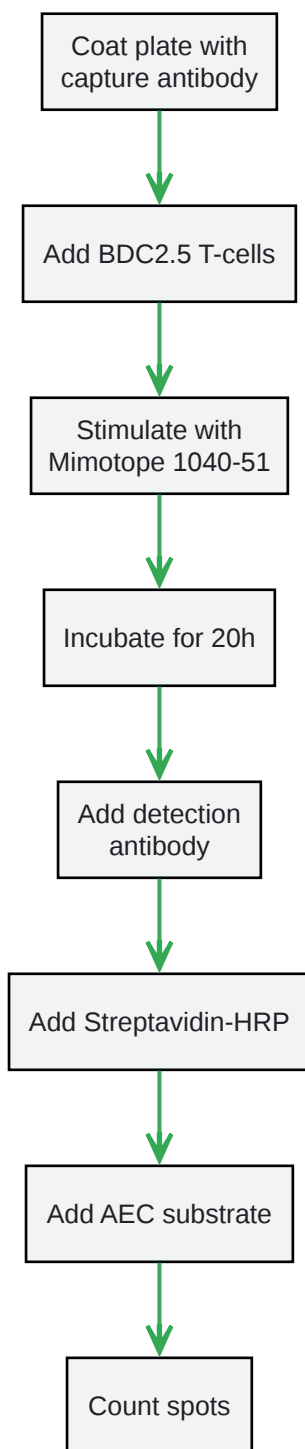 Coat plate with
capture antibody
Add BDC2.5 T-cells
Stimulate with
Mimotope 1040-51
Incubate for 20h
Add detection
antibody
Add Streptavidin-HRP
Add AEC substrate
Count spots